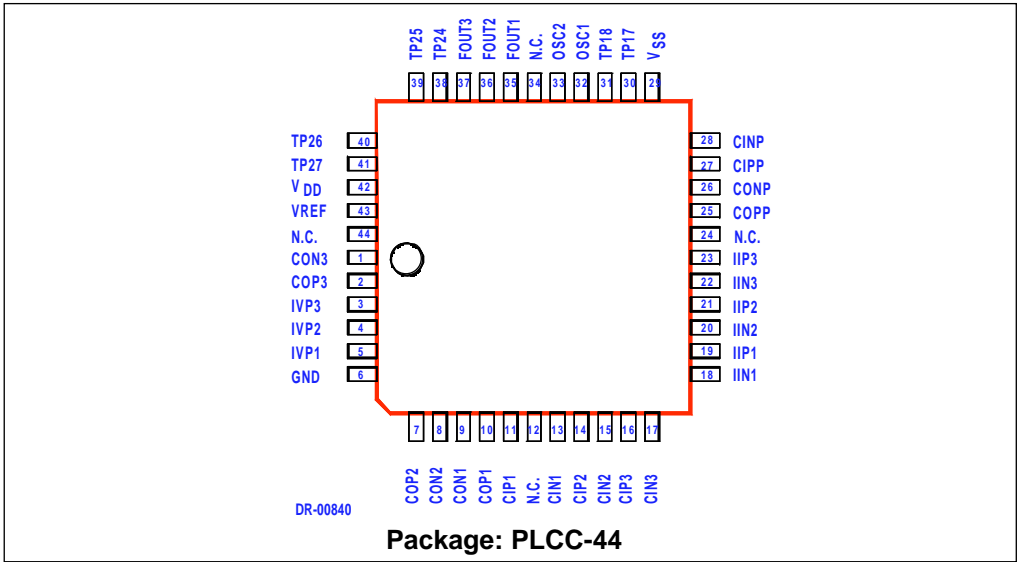 TP25
TP24
FOUT3
FOUT2
FOUT1
N.C.
OSC2
OSC1
TP18
TP17
VSS
39 38 37 36 35 34 33 32 31 30 29
TP26 40
TP27 41
VDD 42
VREF 43
N.C. 44
CON3 1
COP3 2
IVP3 3
IVP2 4
IVP1 5
GND 6
28 CINP
27 CIPP
26 CONP
25 COPP
24 N.C.
23 IIP3
22 IIN3
21 IIP2
20 IIN2
19 IIP1
18 IIN1
7 8 9 10 11 12 13 14 15 16 17
COP2
CON2
CON1
COP1
CIP1
N.C.
CIN1
CIP2
CIN2
CIP3
CIN3
DR-00840
Package: PLCC-44